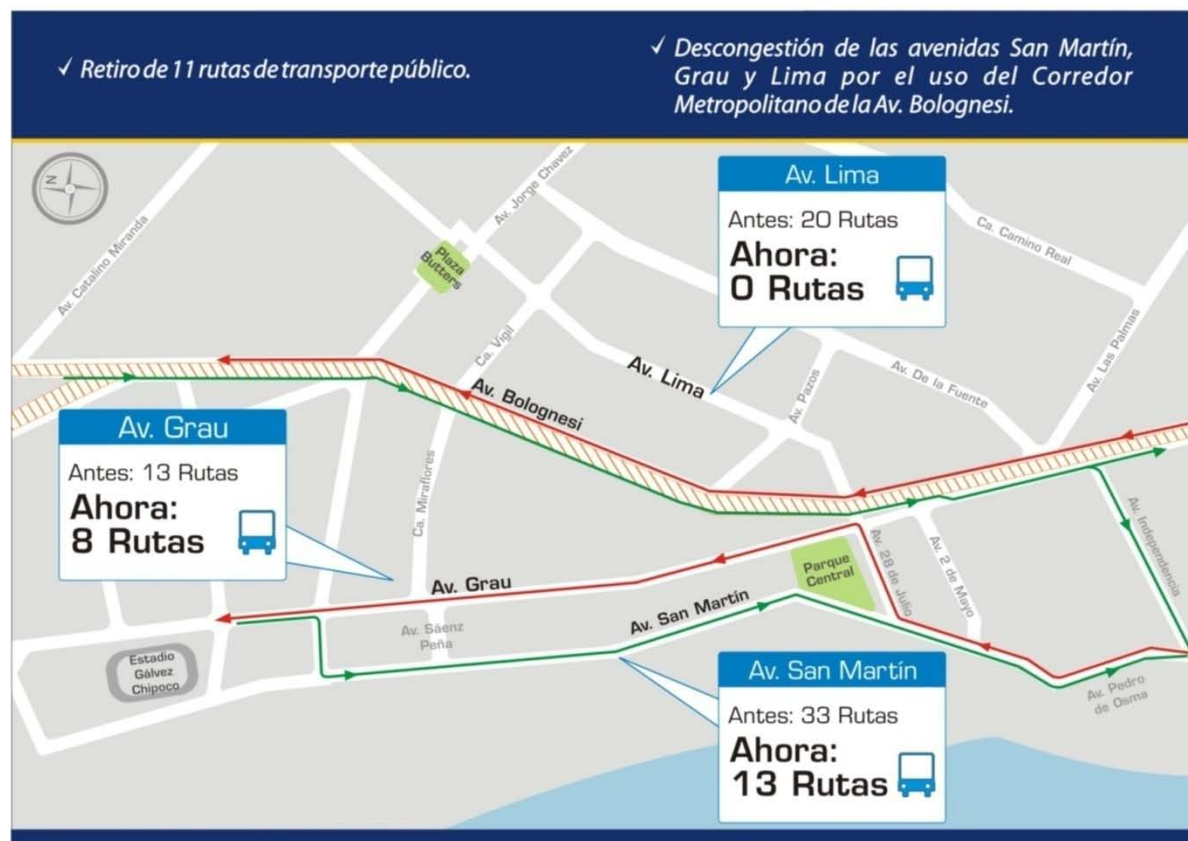 ✓ Retiro de 11 rutas de transporte público.
✓ Descongestión de las avenidas San Martín,
Grau y Lima por el uso del Corredor
Metropolitano de la Av. Bolognesi.
N
Av. Catalino Miranda
Plaza
Butters
Av. Jorge Chavez
Av. Lima
Antes: 20 Rutas
Ahora:
0 Rutas
Ca. Camino Real
Av. Las Palmas
Ca. Vigil
Av. Lima
Av. Bolognesi
Av. Pazos
Av. De la Fuente
Av. Grau
Antes: 13 Rutas
Ahora:
8 Rutas
Ca. Miraflores
Av. Grau
Av. Sáenz
Peña
Av. San Martín
Parque
Central
Av. 28 de Julio
Av. 2 de Mayo
Av. Independencia
Estadio
Gálvez
Chipoco
Av. San Martín
Antes: 33 Rutas
Ahora:
13 Rutas
Av. Pedro
de Osma